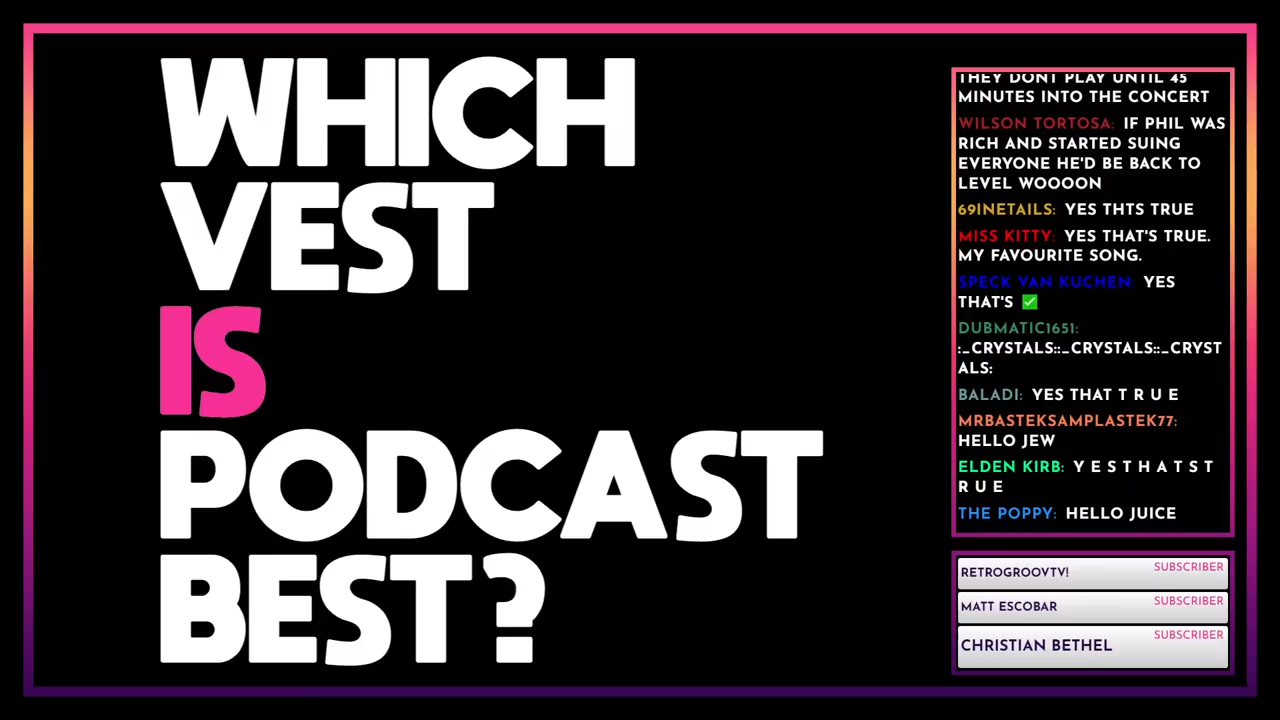 WHICH
VEST
IS
PODCAST
BEST?
THEY DONT PLAY UNTIL 45
MINUTES INTO THE CONCERT
WILSON TORTOSA: IF PHIL WAS
RICH AND STARTED SUING
EVERYONE HE'D BE BACK TO
LEVEL WOOOON
69INETAILS: YES THTS TRUE
MISS KITTY: YES THAT'S TRUE.
MY FAVOURITE SONG.
SPECK VAN KUCHEN: YES
THAT'S ✅
DUBMATIC1651:
:_CRYSTALS::_CRYSTALS::_CRYST
ALS:
BALADI: YES THAT T R U E
MRBASTEKSAMPLASTEK77:
HELLO JEW
ELDEN KIRB: Y E S T H A T S T
R U E
THE POPPY: HELLO JUICE
RETROGROOVTV! SUBSCRIBER
MATT ESCOBAR SUBSCRIBER
CHRISTIAN BETHEL SUBSCRIBER